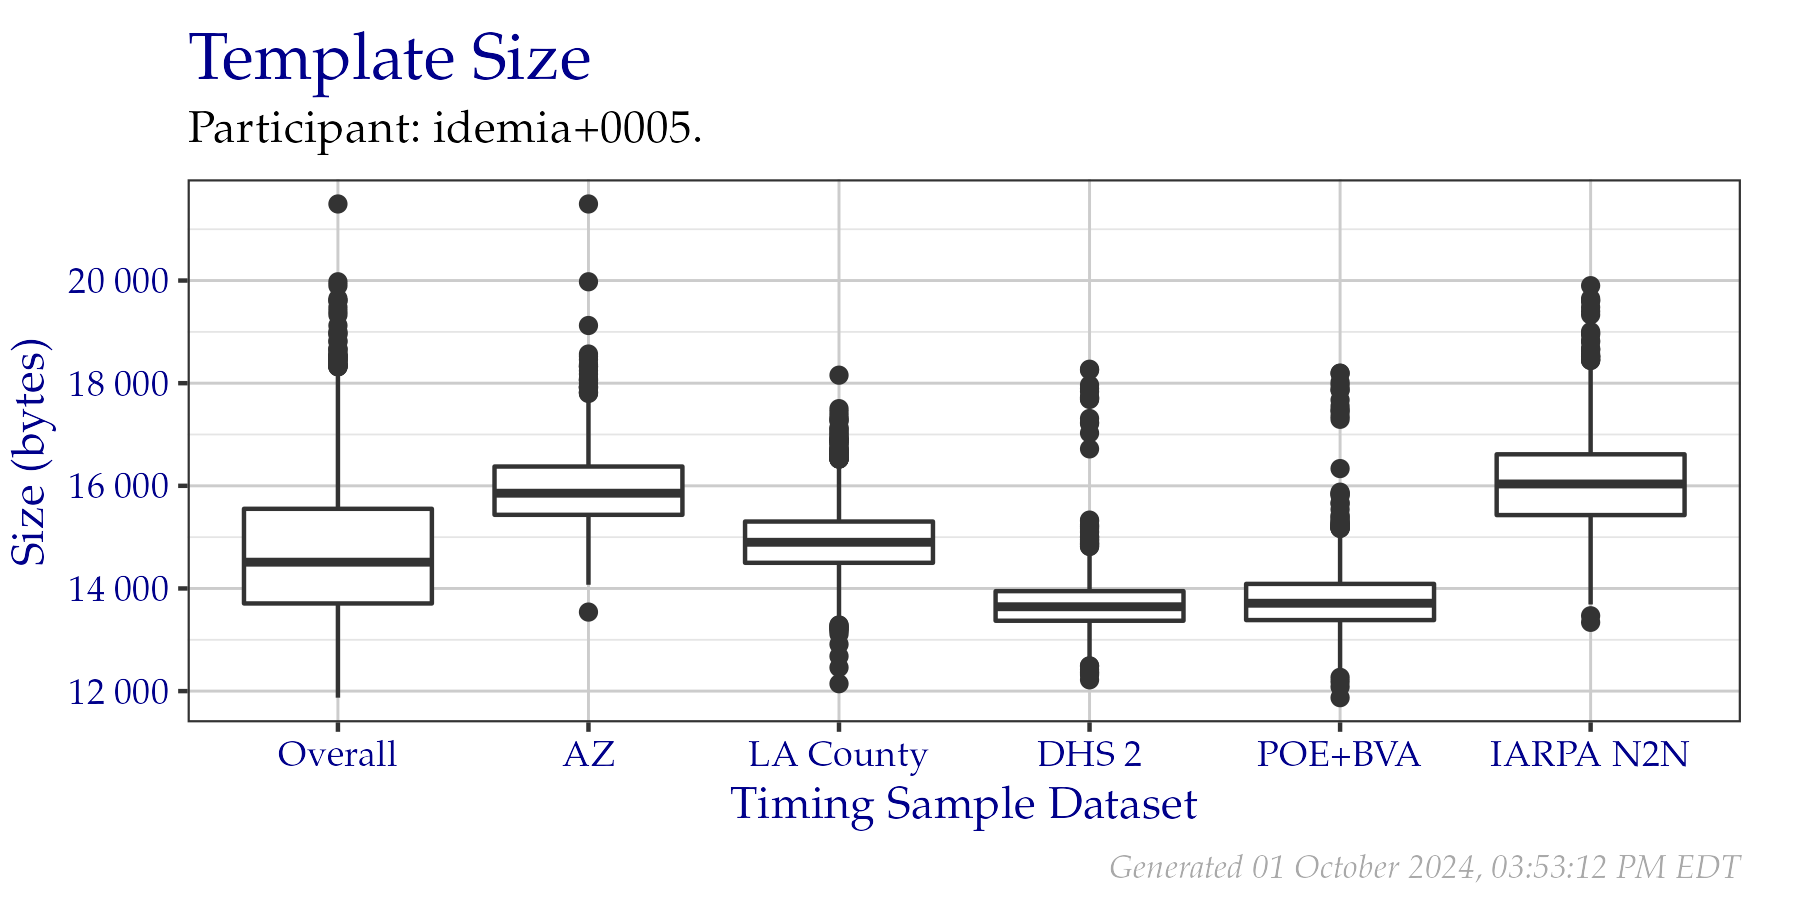 Template Size
Participant: idemia+0005.
Size (bytes)
20 000
18 000
16 000
14 000
12 000
Overall AZ LA County DHS 2 POE+BVA IARPA N2N
Timing Sample Dataset
Generated 01 October 2024, 03:53:12 PM EDT